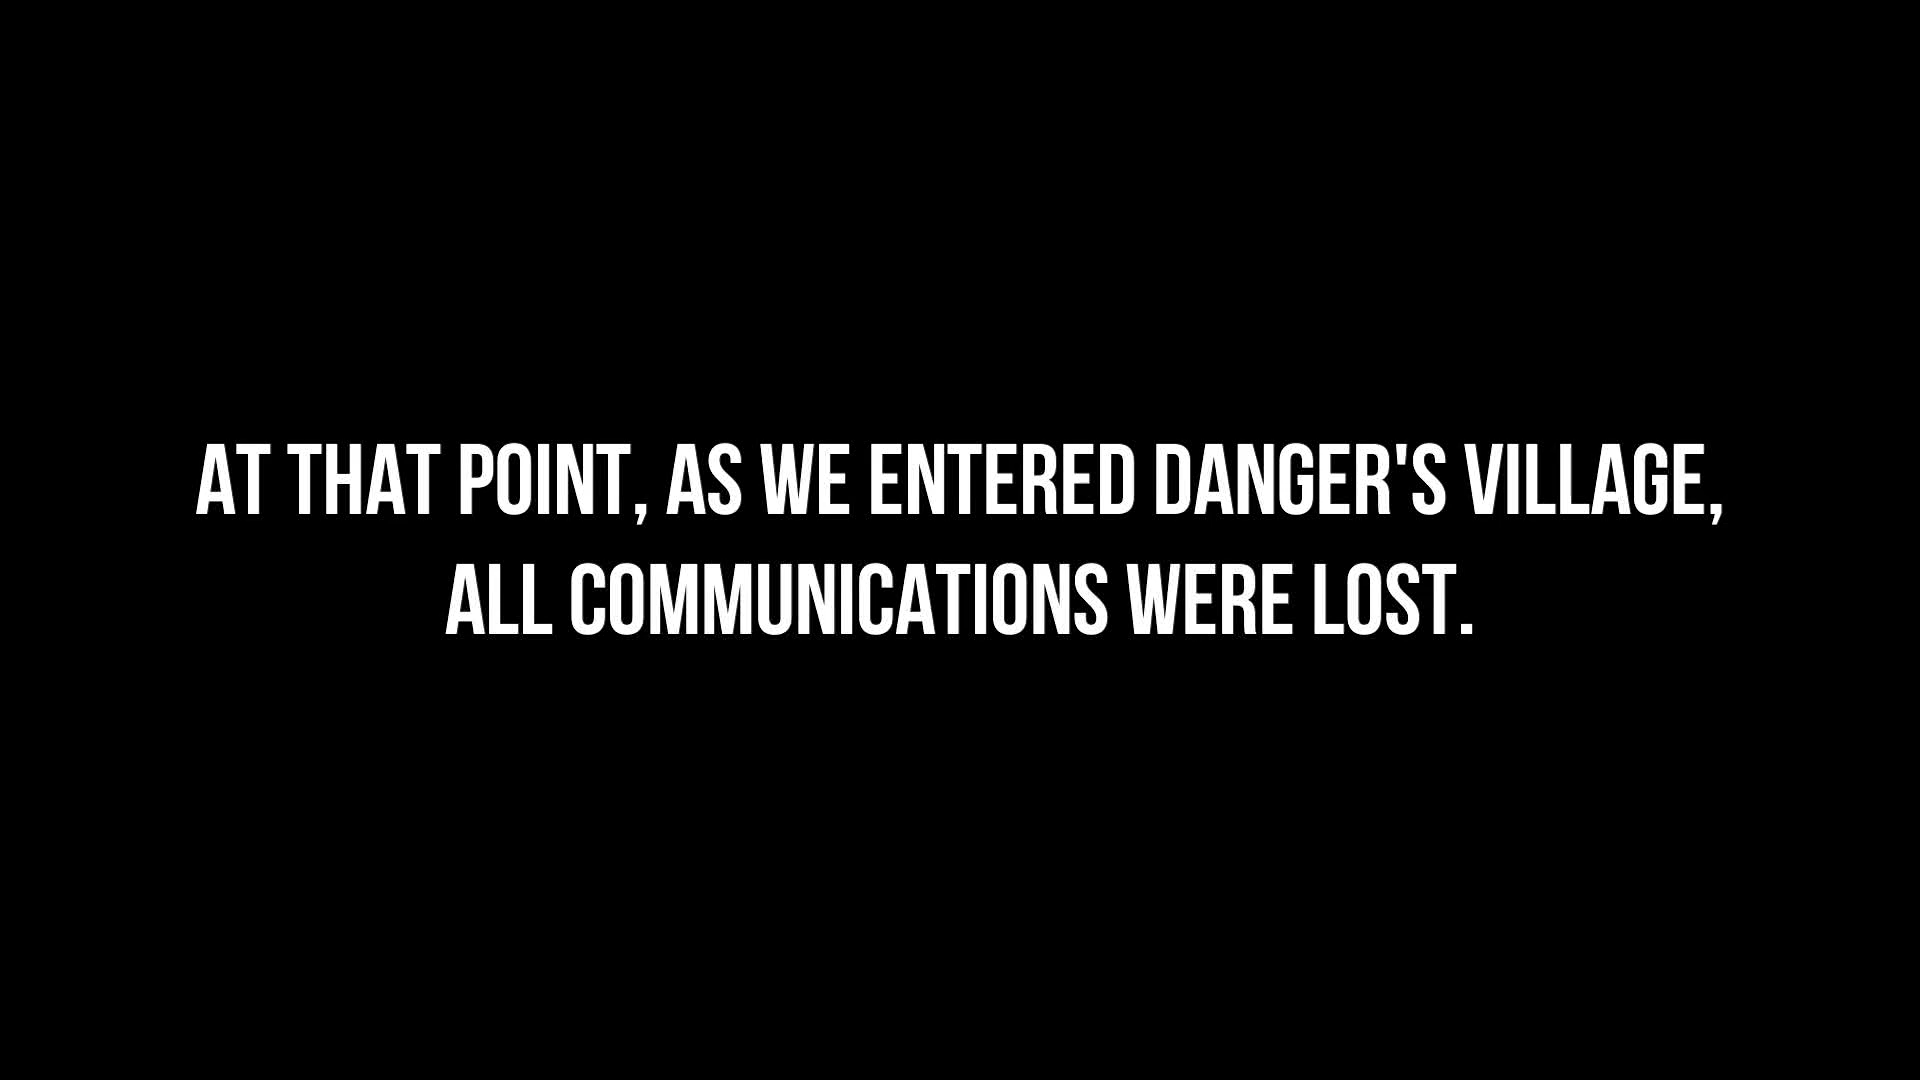 AT THAT POINT, AS WE ENTERED DANGER'S VILLAGE,
ALL COMMUNICATIONS WERE LOST.